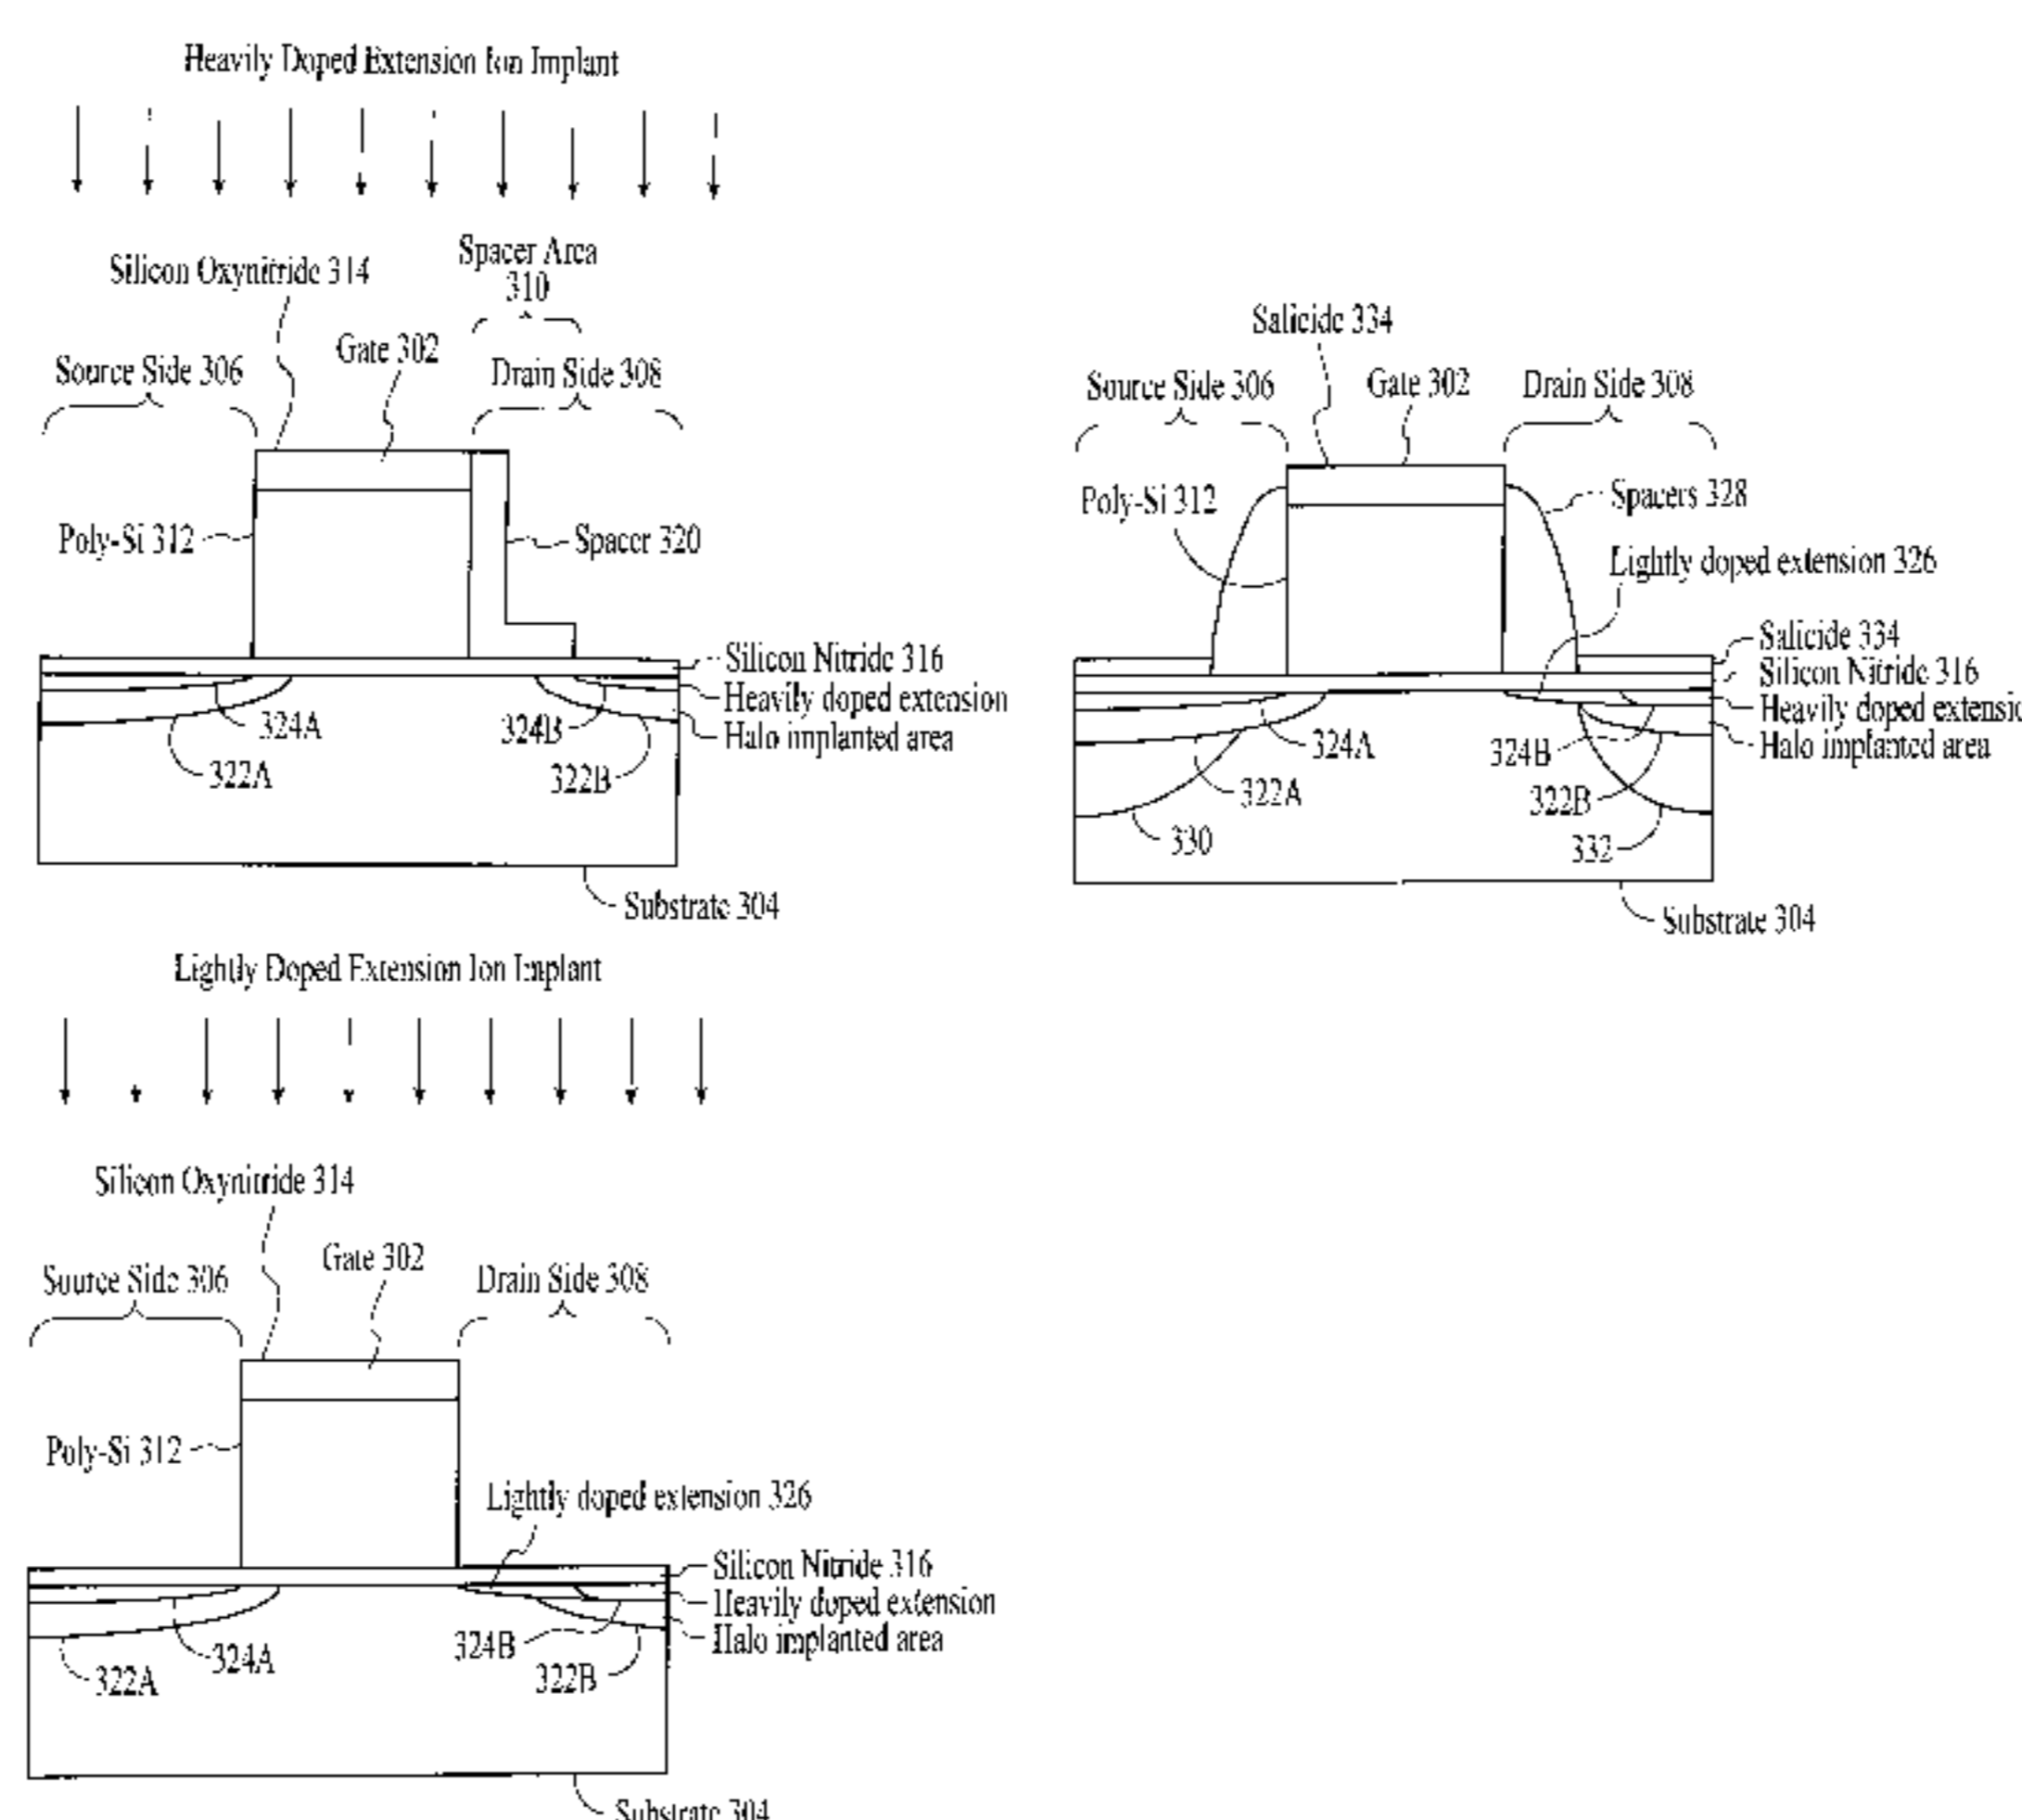 Heavily Doped Extension Ion Implant
Spacer Area
310
Silicon Oxynitride 314
Gate 302
Source Side 306
Drain Side 308
Poly-Si 312
Spacer 320
Silicon Nitride 316
Heavily doped extension
Halo implanted area
324A
324B
322A
322B
Substrate 304
Salicide 334
Source Side 306
Gate 302
Drain Side 308
Poly-Si 312
Spacers 328
Lightly doped extension 326
Salicide 334
Silicon Nitride 316
Heavily doped extensio
Halo implanted area
324A
324B
322A
322B
330
332
Substrate 304
Lightly Doped Extension Ion Implant
Silicon Oxynitride 314
Gate 302
Source Side 306
Drain Side 308
Poly-Si 312
Lightly doped extension 326
Silicon Nitride 316
Heavily doped extension
Halo implanted area
324A
324B
322A
322B
Substrate 304